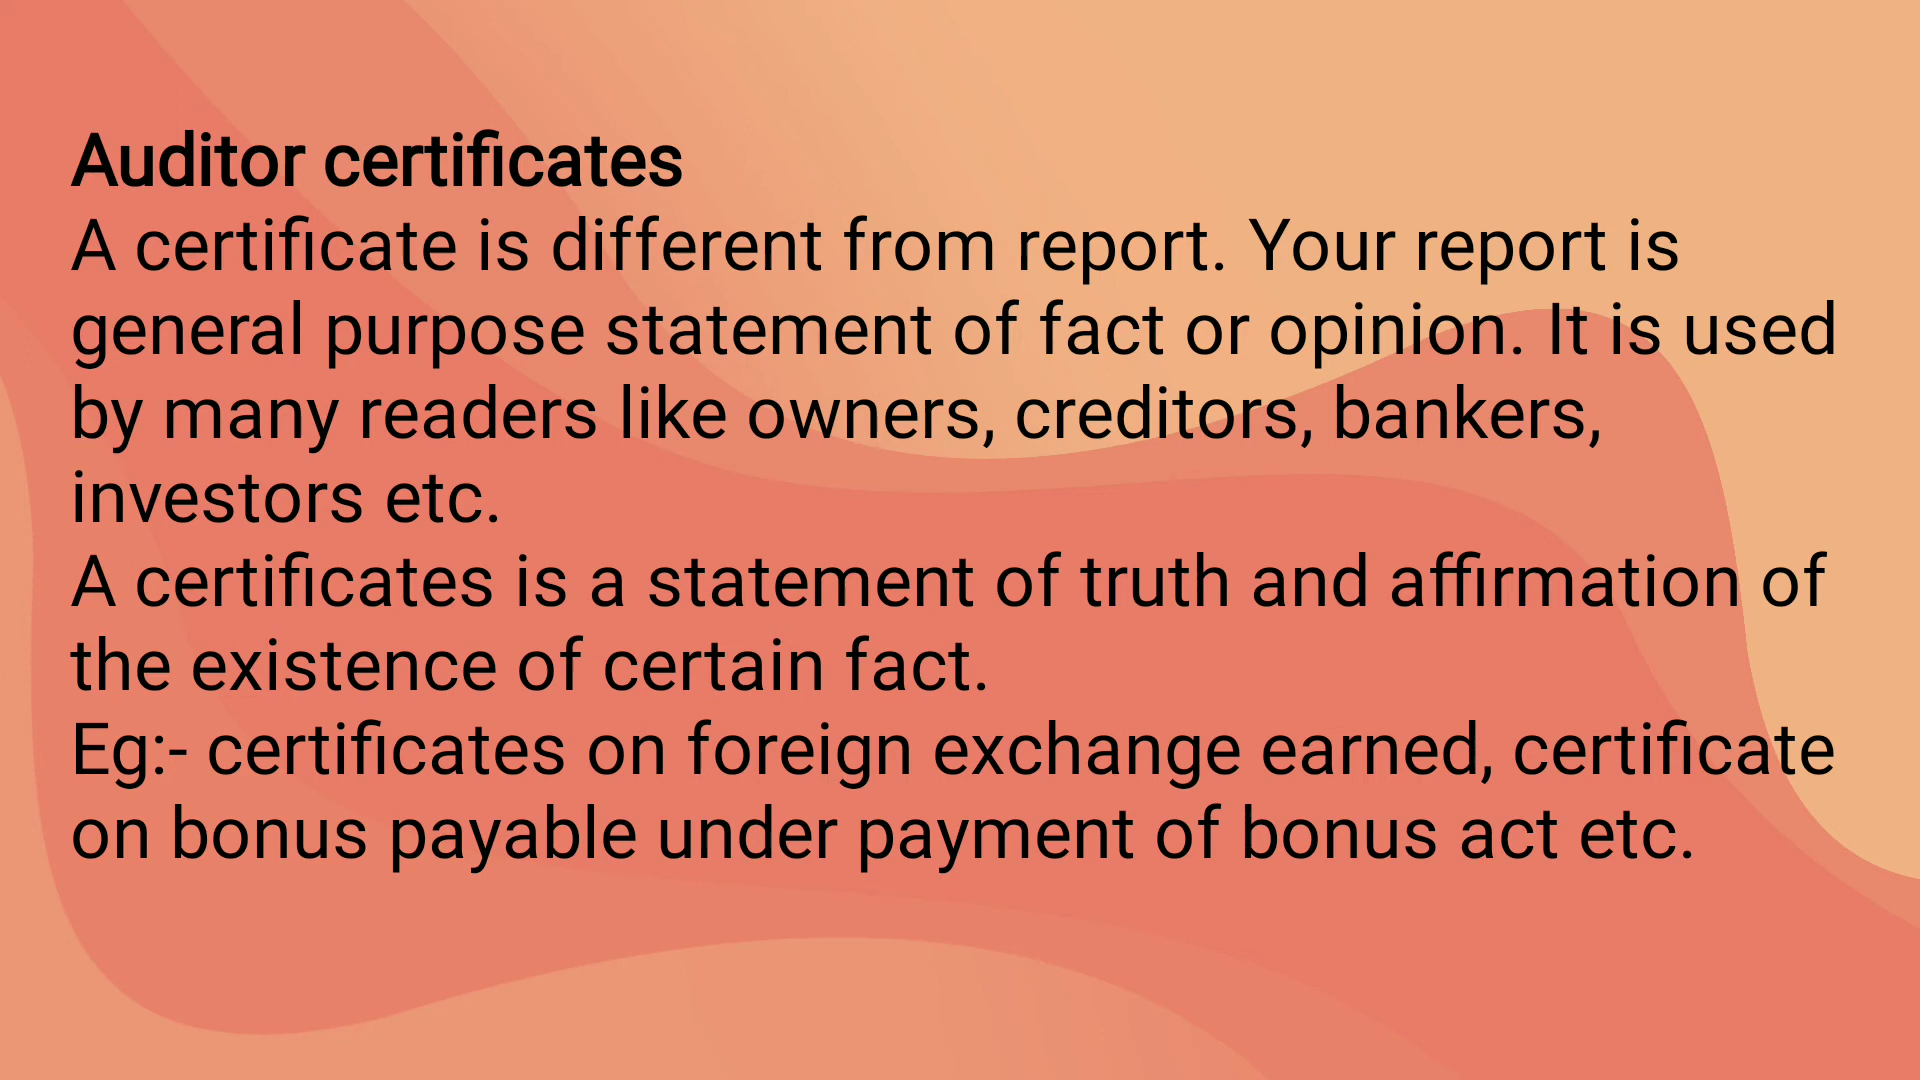 Auditor certificates
A certificate is different from report. Your report is
general purpose statement of fact or opinion. It is used
by many readers like owners, creditors, bankers,
investors etc.
A certificates is a statement of truth and affirmation of
the existence of certain fact.
Eg:- certificates on foreign exchange earned, certificate
on bonus payable under payment of bonus act etc.